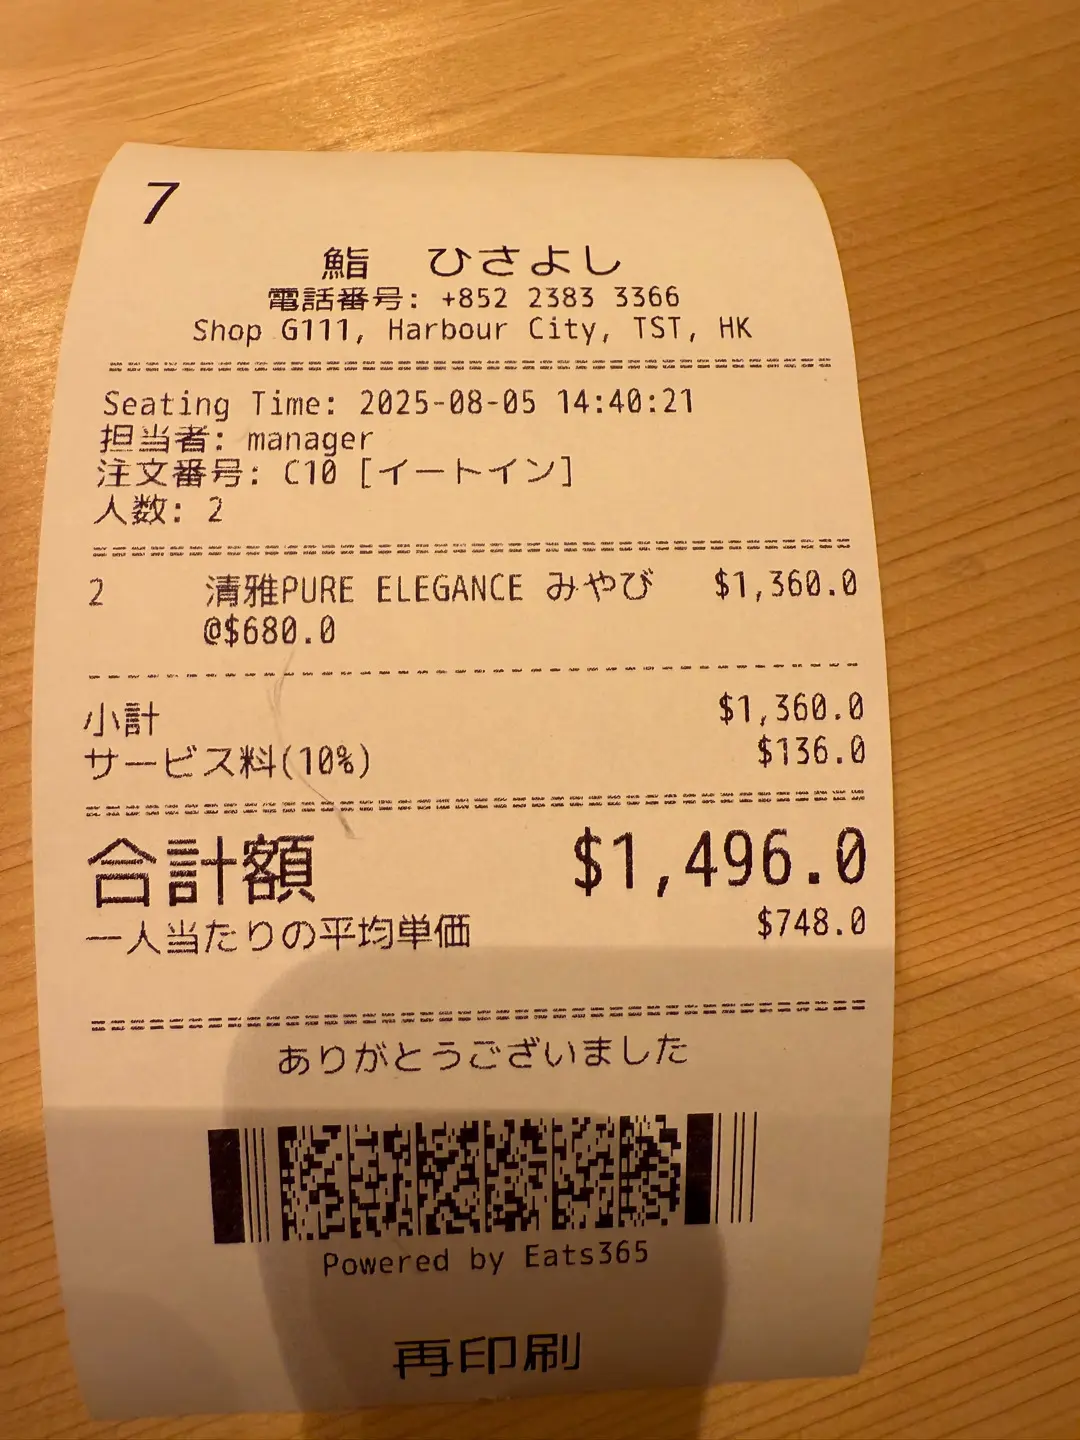 7
鮨 ひさよし
電話番号: +852 2383 3366
Shop G111, Harbour City, TST, HK
Seating Time: 2025-08-05 14:40:21
担当者: manager
注文番号: C10 [イートイン]
人数: 2
2 清雅PURE ELEGANCE みやび $1,360.0
@$680.0
小計 $1,360.0
サービス料(10%) $136.0
合計額 $1,496.0
一人当たりの平均単価 $748.0
ありがとうございました
Powered by Eats365
再印刷